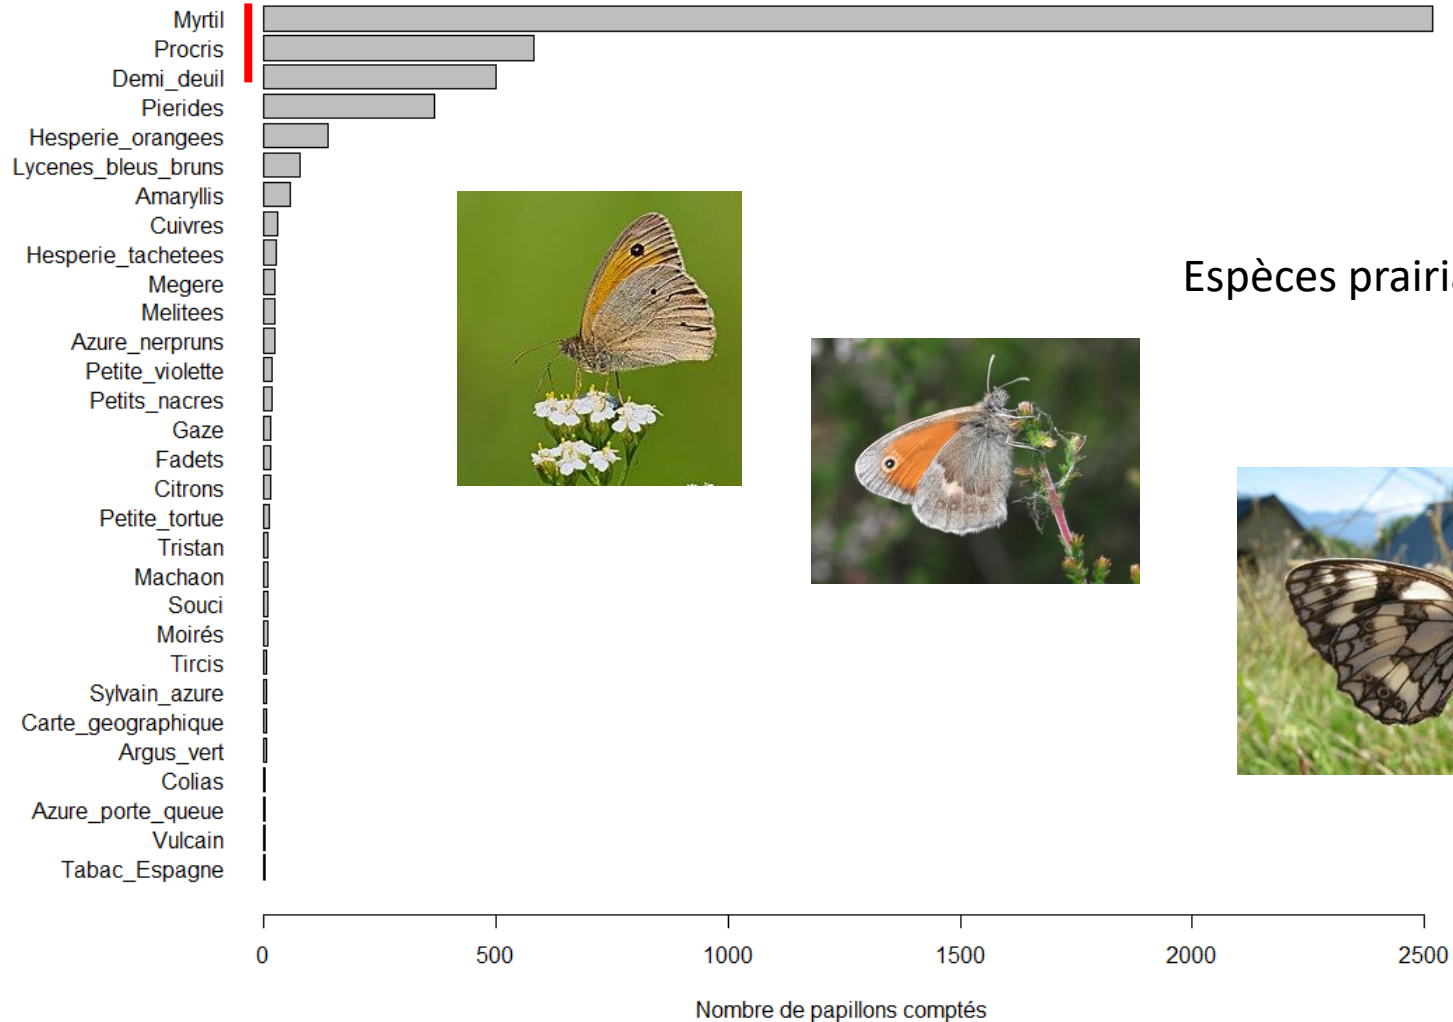 Myrtil
Procris
Demi_deuil
Pierides
Hesperie_orangees
Lycenes_bleus_bruns
Amaryllis
Cuivres
Hesperie_tachetees
Megere
Melitees
Azure_nerpruns
Petite_violette
Petits_nacres
Gaze
Fadets
Citrons
Petite_tortue
Tristan
Machaon
Souci
Moirés
Tircis
Sylvain_azure
Carte_geographique
Argus_vert
Colias
Azure_porte_queue
Vulcain
Tabac_Espagne
Espèces
0 500 1000 1500 2000 2500
Nombre de papillons comptés